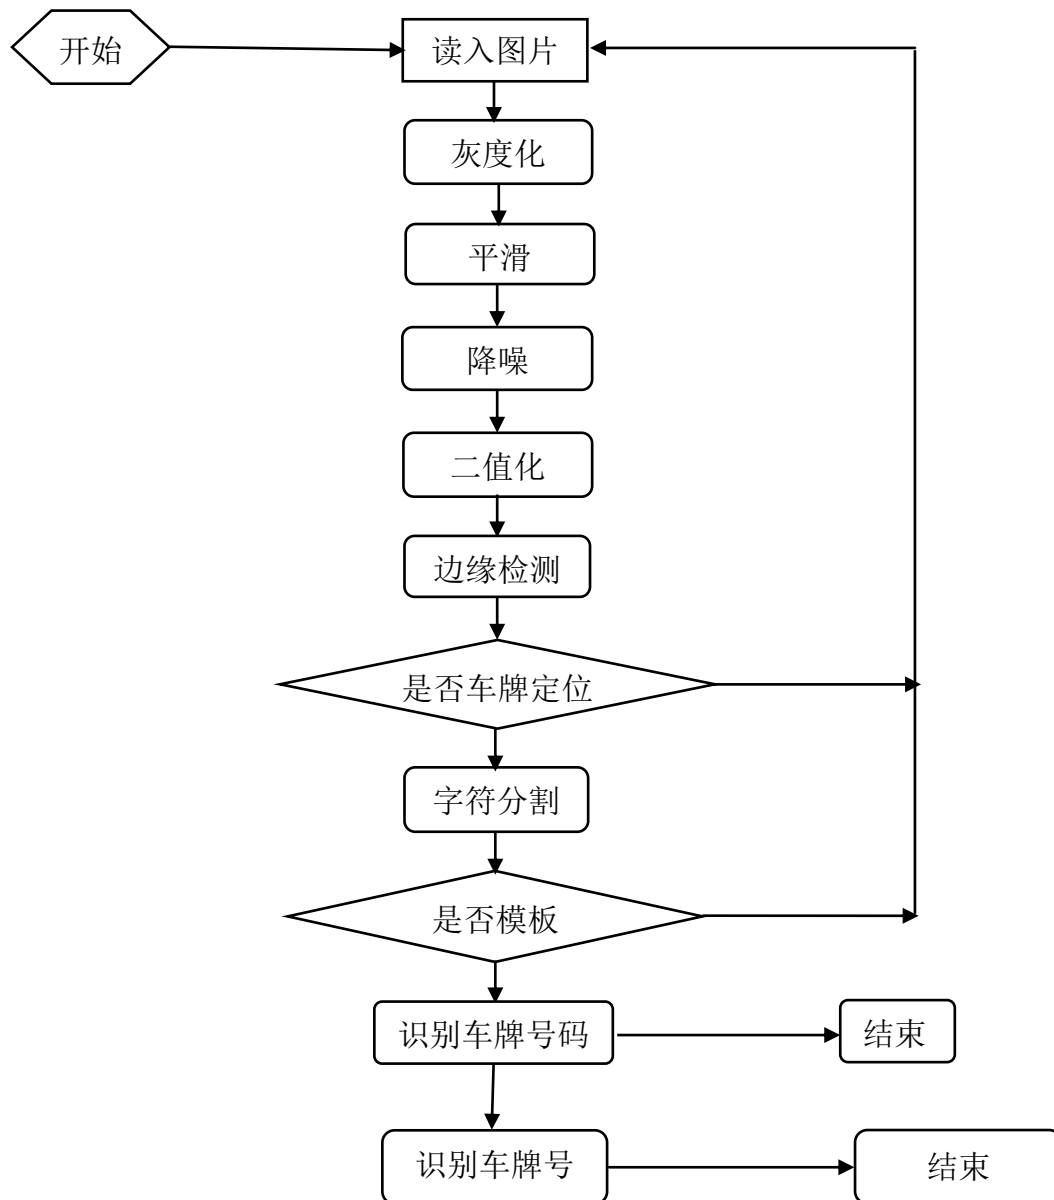 开始
读入图片
灰度化
平滑
降噪
二值化
边缘检测
是否车牌定位
字符分割
是否模板
识别车牌号码
结束
识别车牌号
结束